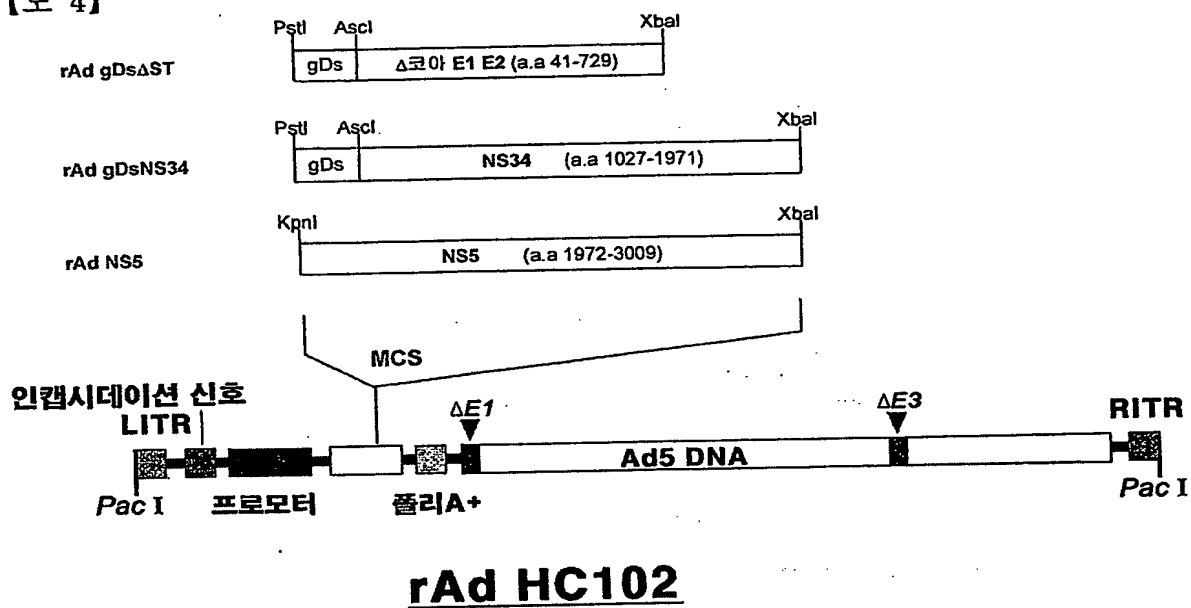 【도 4】
PstI AscI XbaI
rAd gDsΔST gDs Δ코아 E1 E2 (a.a 41-729)
PstI AscI XbaI
rAd gDsNS34 gDs NS34 (a.a 1027-1971)
KpnI XbaI
rAd NS5 NS5 (a.a 1972-3009)
MCS
인캡시데이션 신호
LITR ΔE1 ΔE3 RITR
Ad5 DNA
Pac I 프로모터 폴리A+ Pac I
rAd HC102